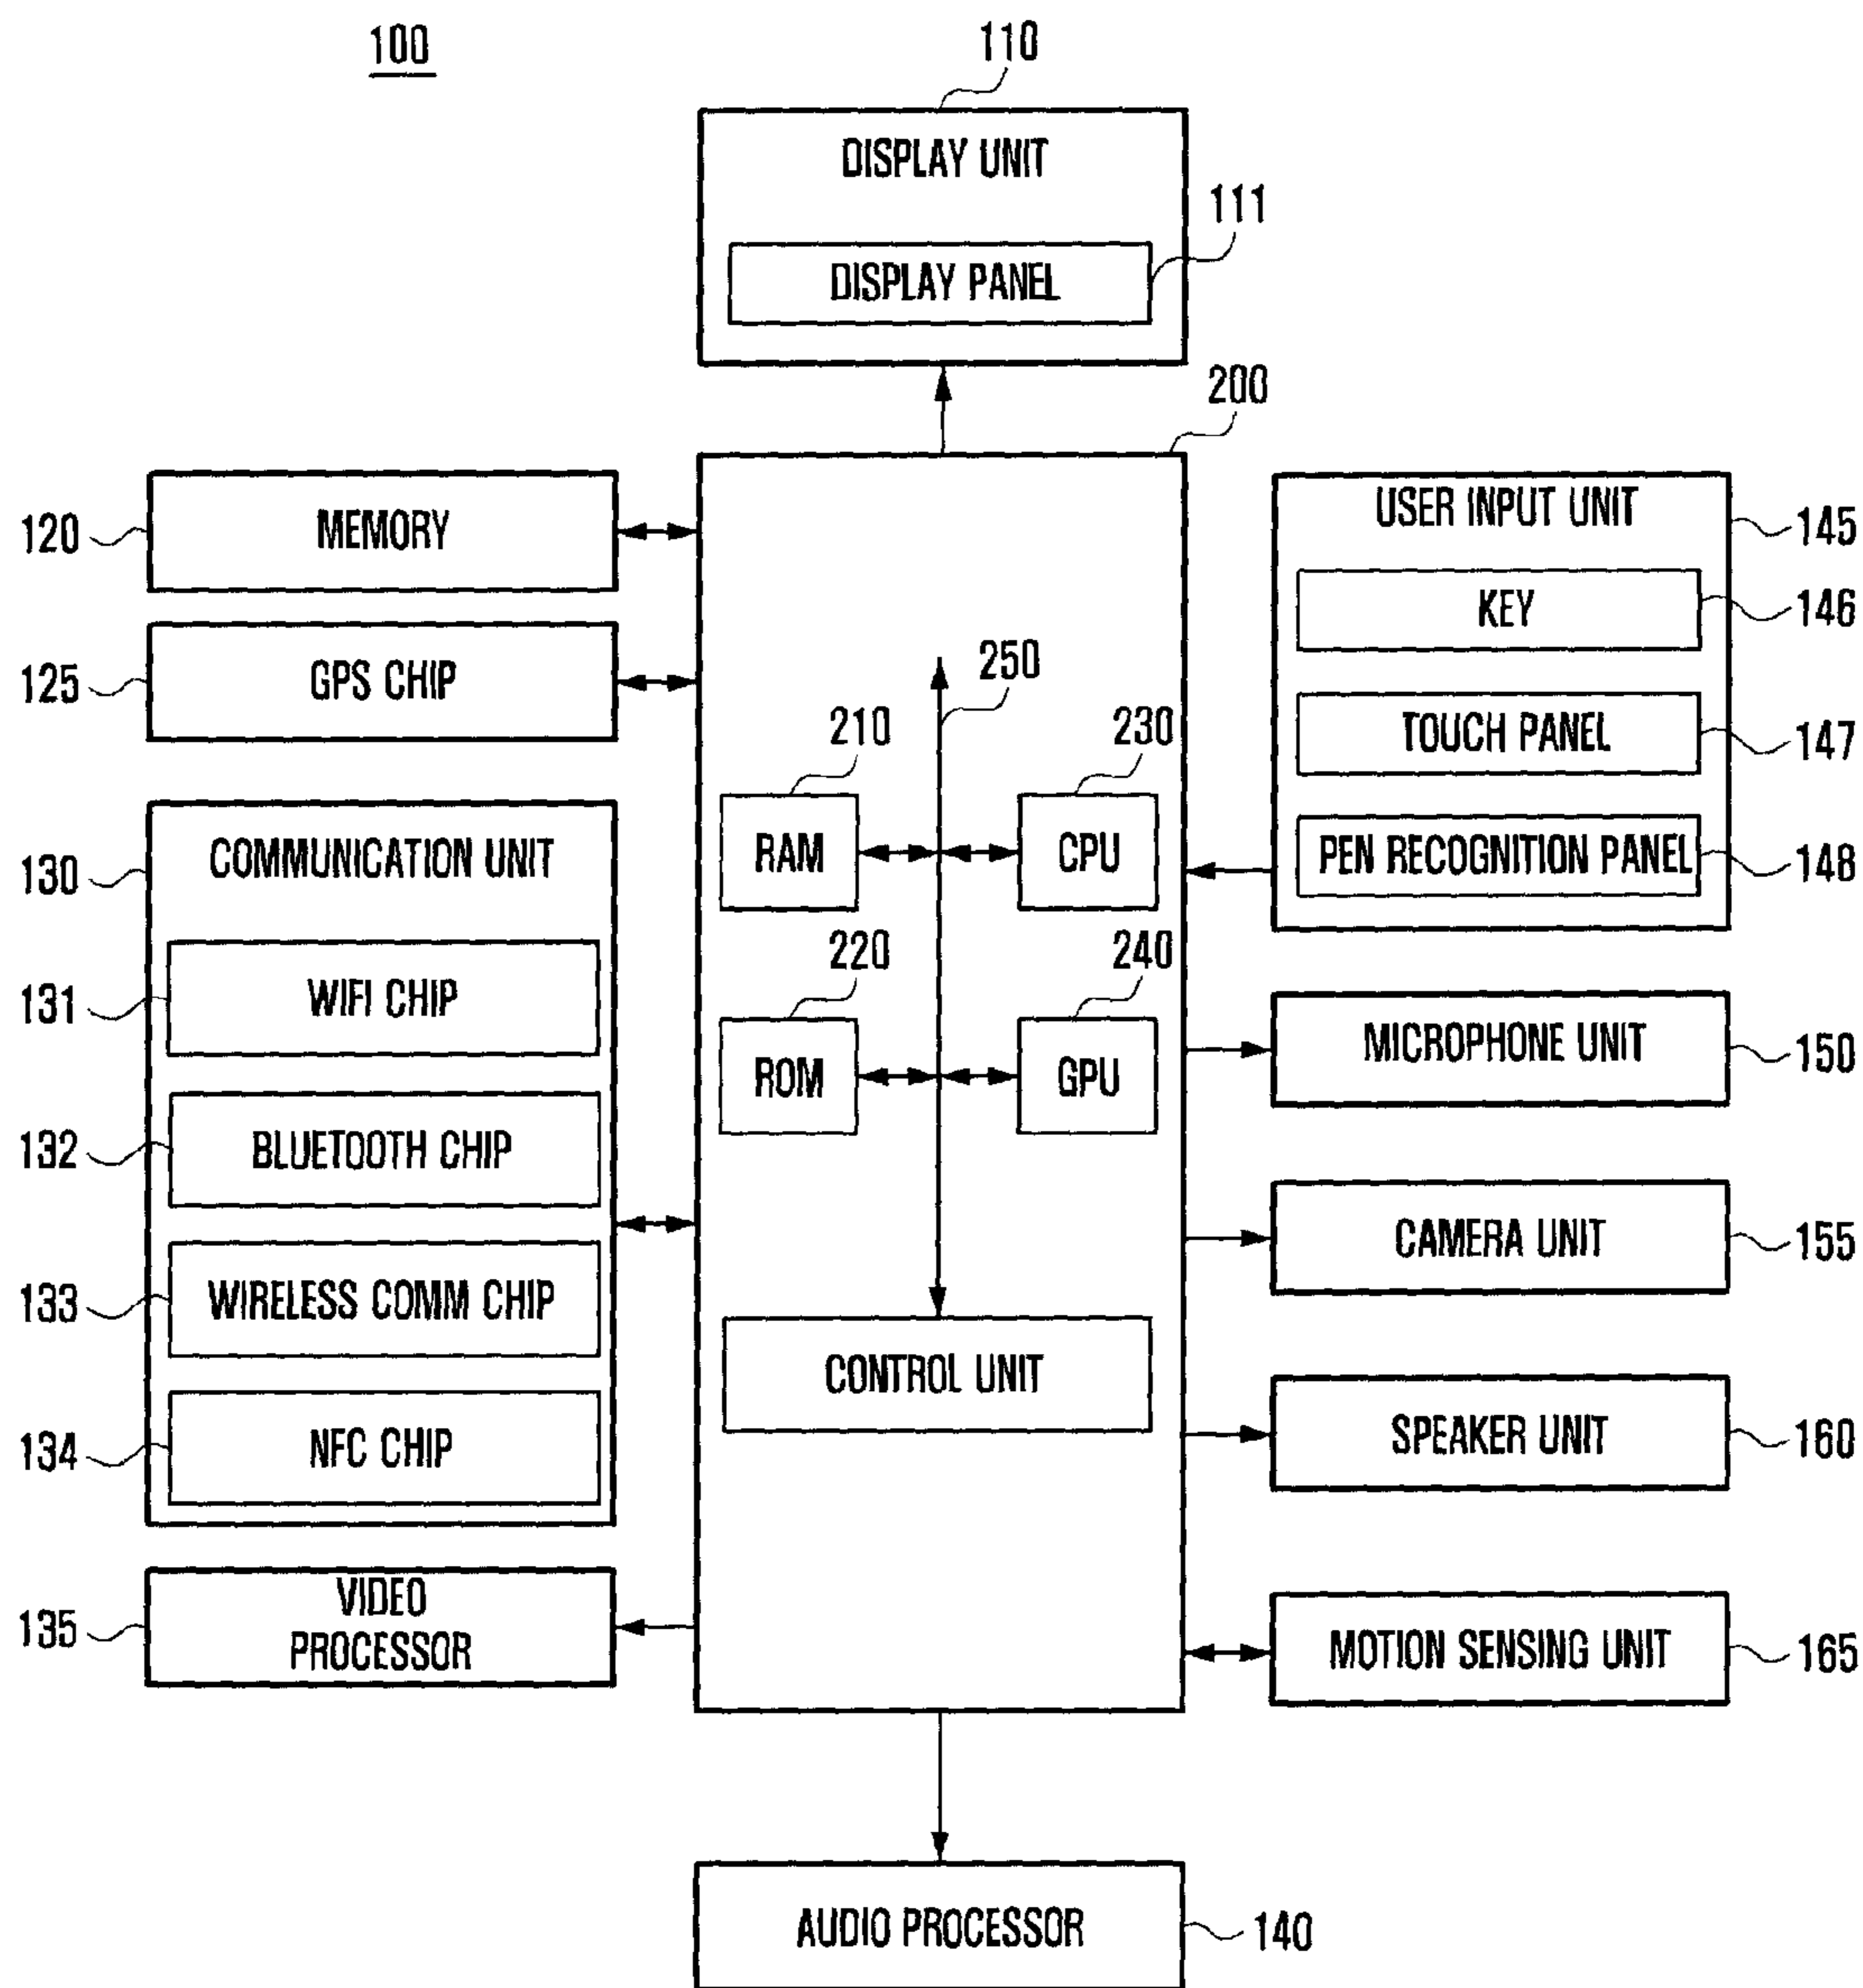 100
110
DISPLAY UNIT
111
DISPLAY PANEL
200
120
MEMORY
125
GPS CHIP
130
COMMUNICATION UNIT
131
WIFI CHIP
132
BLUETOOTH CHIP
133
WIRELESS COMM CHIP
134
NFC CHIP
135
VIDEO
PROCESSOR
250
210
RAM
230
CPU
220
ROM
240
GPU
CONTROL UNIT
USER INPUT UNIT
145
KEY
146
TOUCH PANEL
147
PEN RECOGNITION PANEL
148
MICROPHONE UNIT
150
CAMERA UNIT
155
SPEAKER UNIT
160
MOTION SENSING UNIT
165
AUDIO PROCESSOR
140